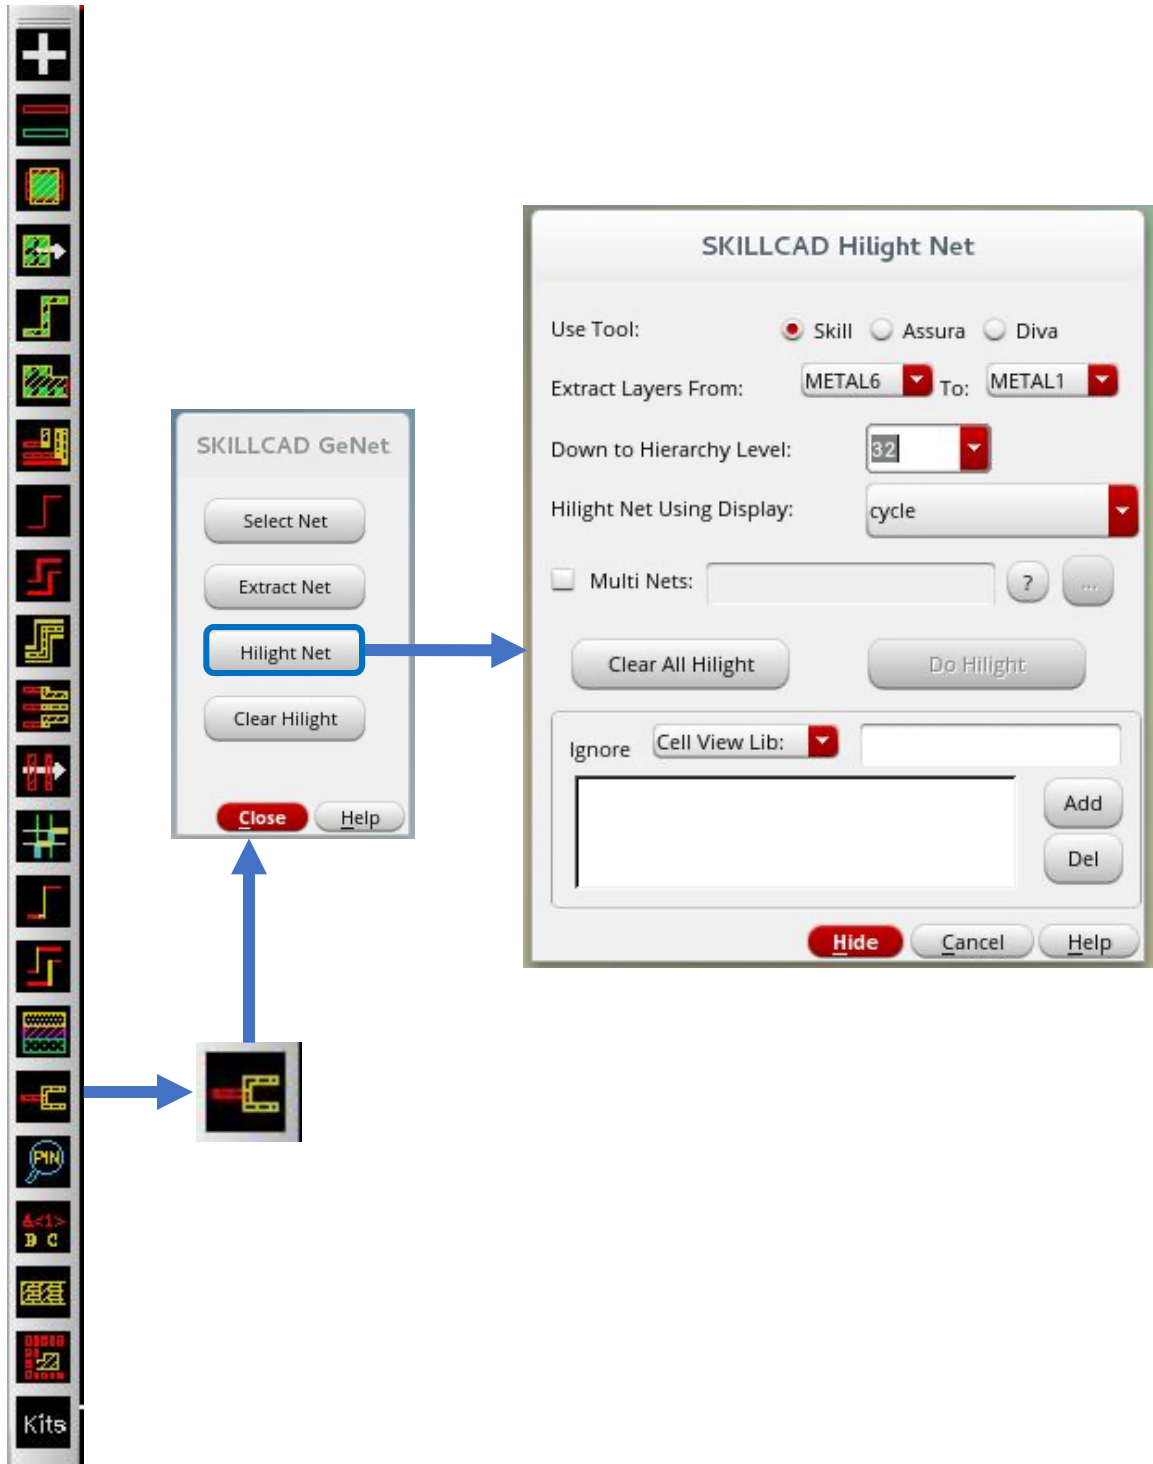 SKILLCAD Hilight Net
Use Tool: Skill Assura Diva
Extract Layers From: METAL6 To: METAL1
Down to Hierarchy Level: 32
Hilight Net Using Display: cycle
Multi Nets: ? ...
Clear All Hilight Do Hilight
Ignore Cell View Lib:
Add
Del
Hide Cancel Help
SKILLCAD GeNet
Select Net
Extract Net
Hilight Net
Clear Hilight
Close Help
PIN
&<1>
B C
Kits